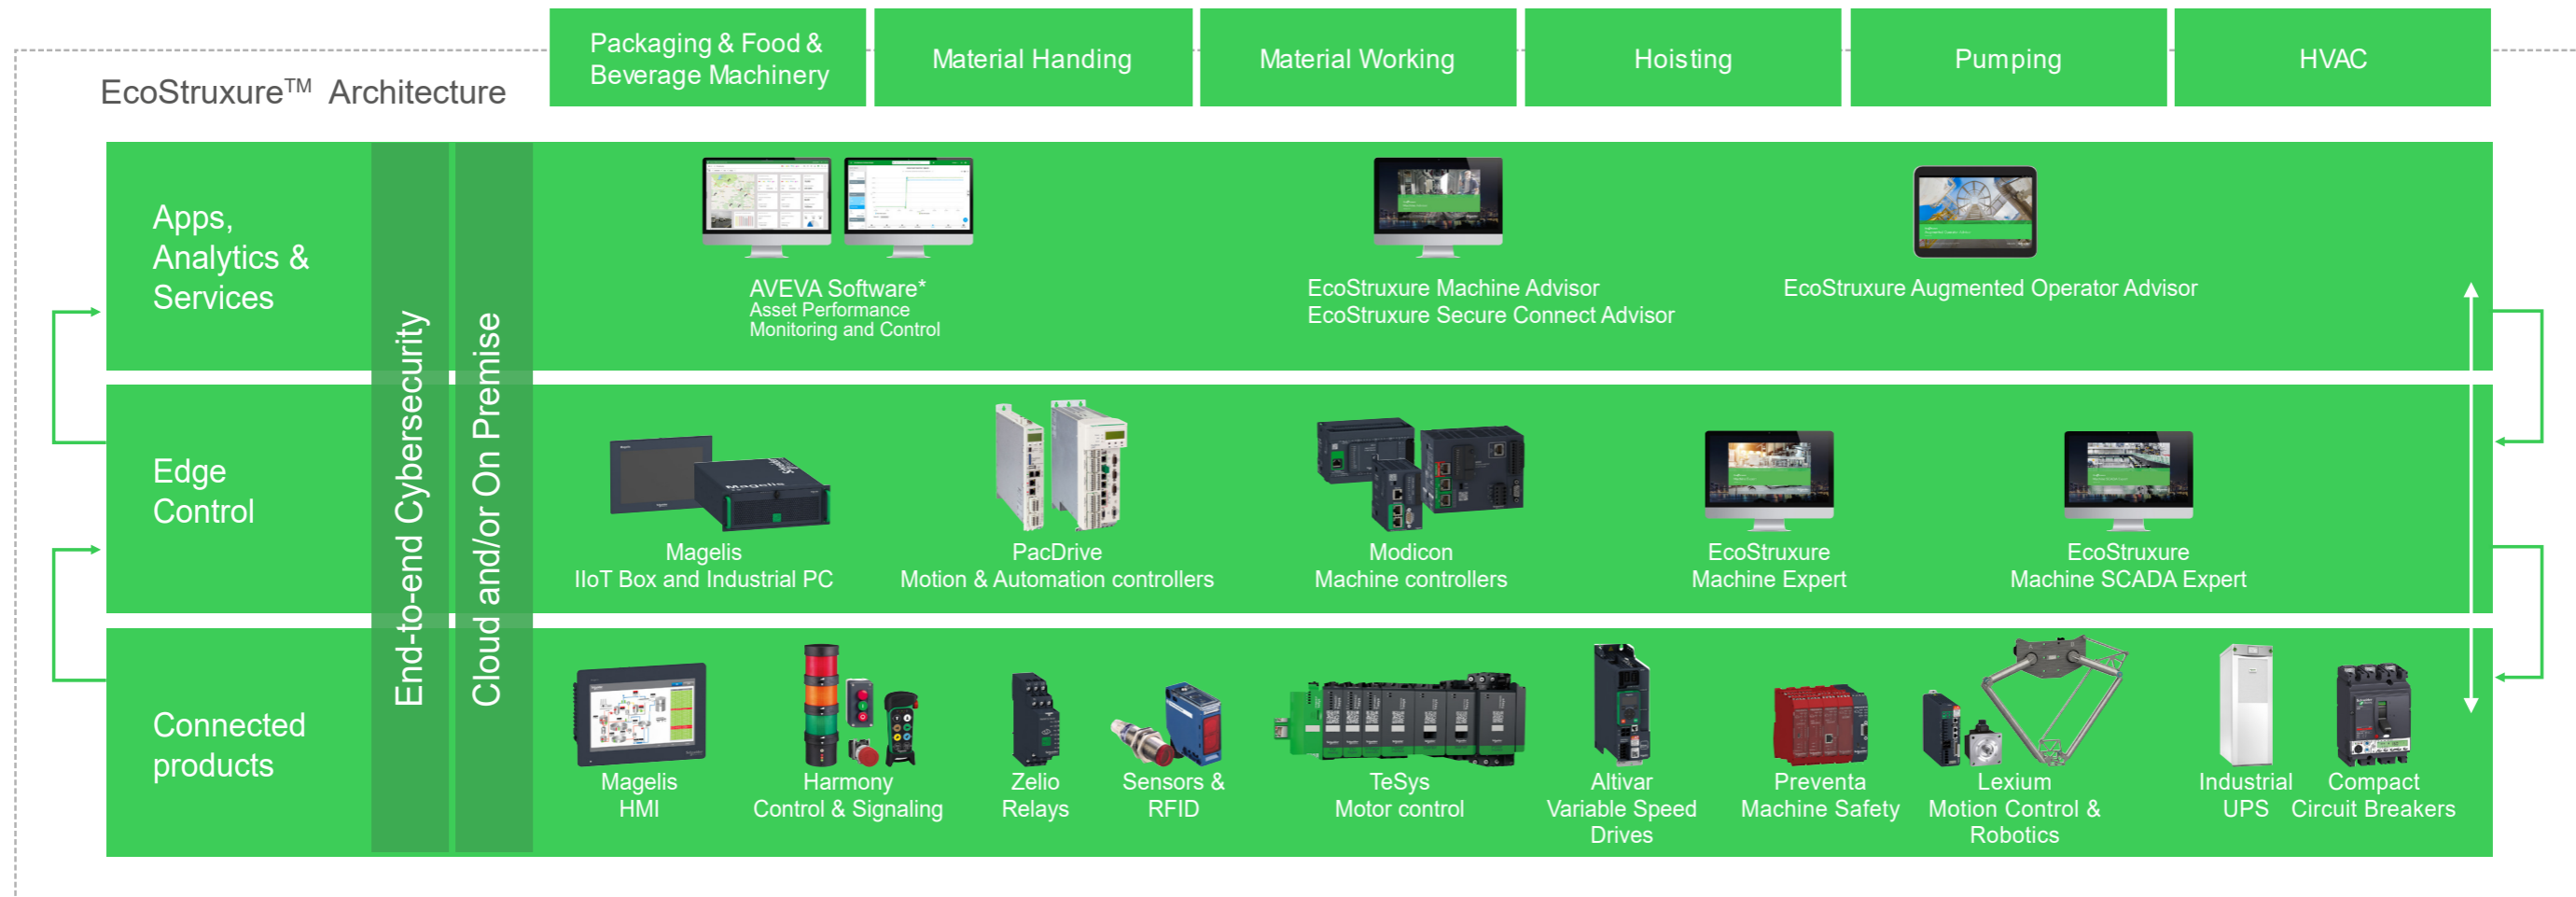 Packaging & Food &
Beverage Machinery
Material Handing
Material Working
Hoisting
Pumping
HVAC
EcoStruxure™ Architecture
Apps,
Analytics &
Services
End-to-end Cybersecurity
Cloud and/or On Premise
AVEVA Software*
Asset Performance
Monitoring and Control
EcoStruxure Machine Advisor
EcoStruxure Secure Connect Advisor
EcoStruxure Augmented Operator Advisor
Edge
Control
Magelis
Magelis
IIoT Box and Industrial PC
PacDrive
Motion & Automation controllers
Modicon
Machine controllers
EcoStruxure
Machine Expert
EcoStruxure
Machine SCADA Expert
Connected
products
Magelis
HMI
Harmony
Control & Signaling
Zelio
Relays
Sensors &
RFID
TeSys
Motor control
Altivar
Variable Speed
Drives
Preventa
Machine Safety
Lexium
Motion Control &
Robotics
Industrial
UPS
Compact
Circuit Breakers